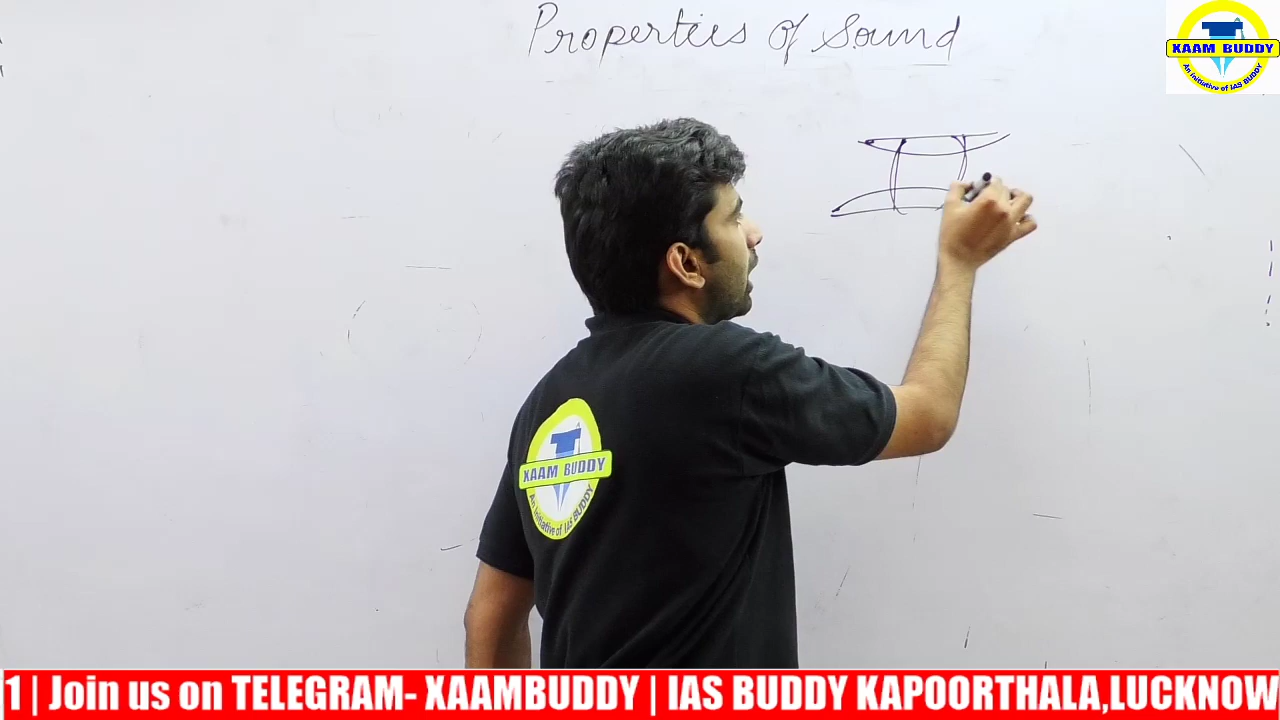 Properties of Sound
XAAM BUDDY
An Initiative of IAS BUDDY
XAAM BUDDY
An Initiative of IAS BUDDY
1 | Join us on TELEGRAM- XAAMBUDDY | IAS BUDDY KAPOORTHALA,LUCKNOW